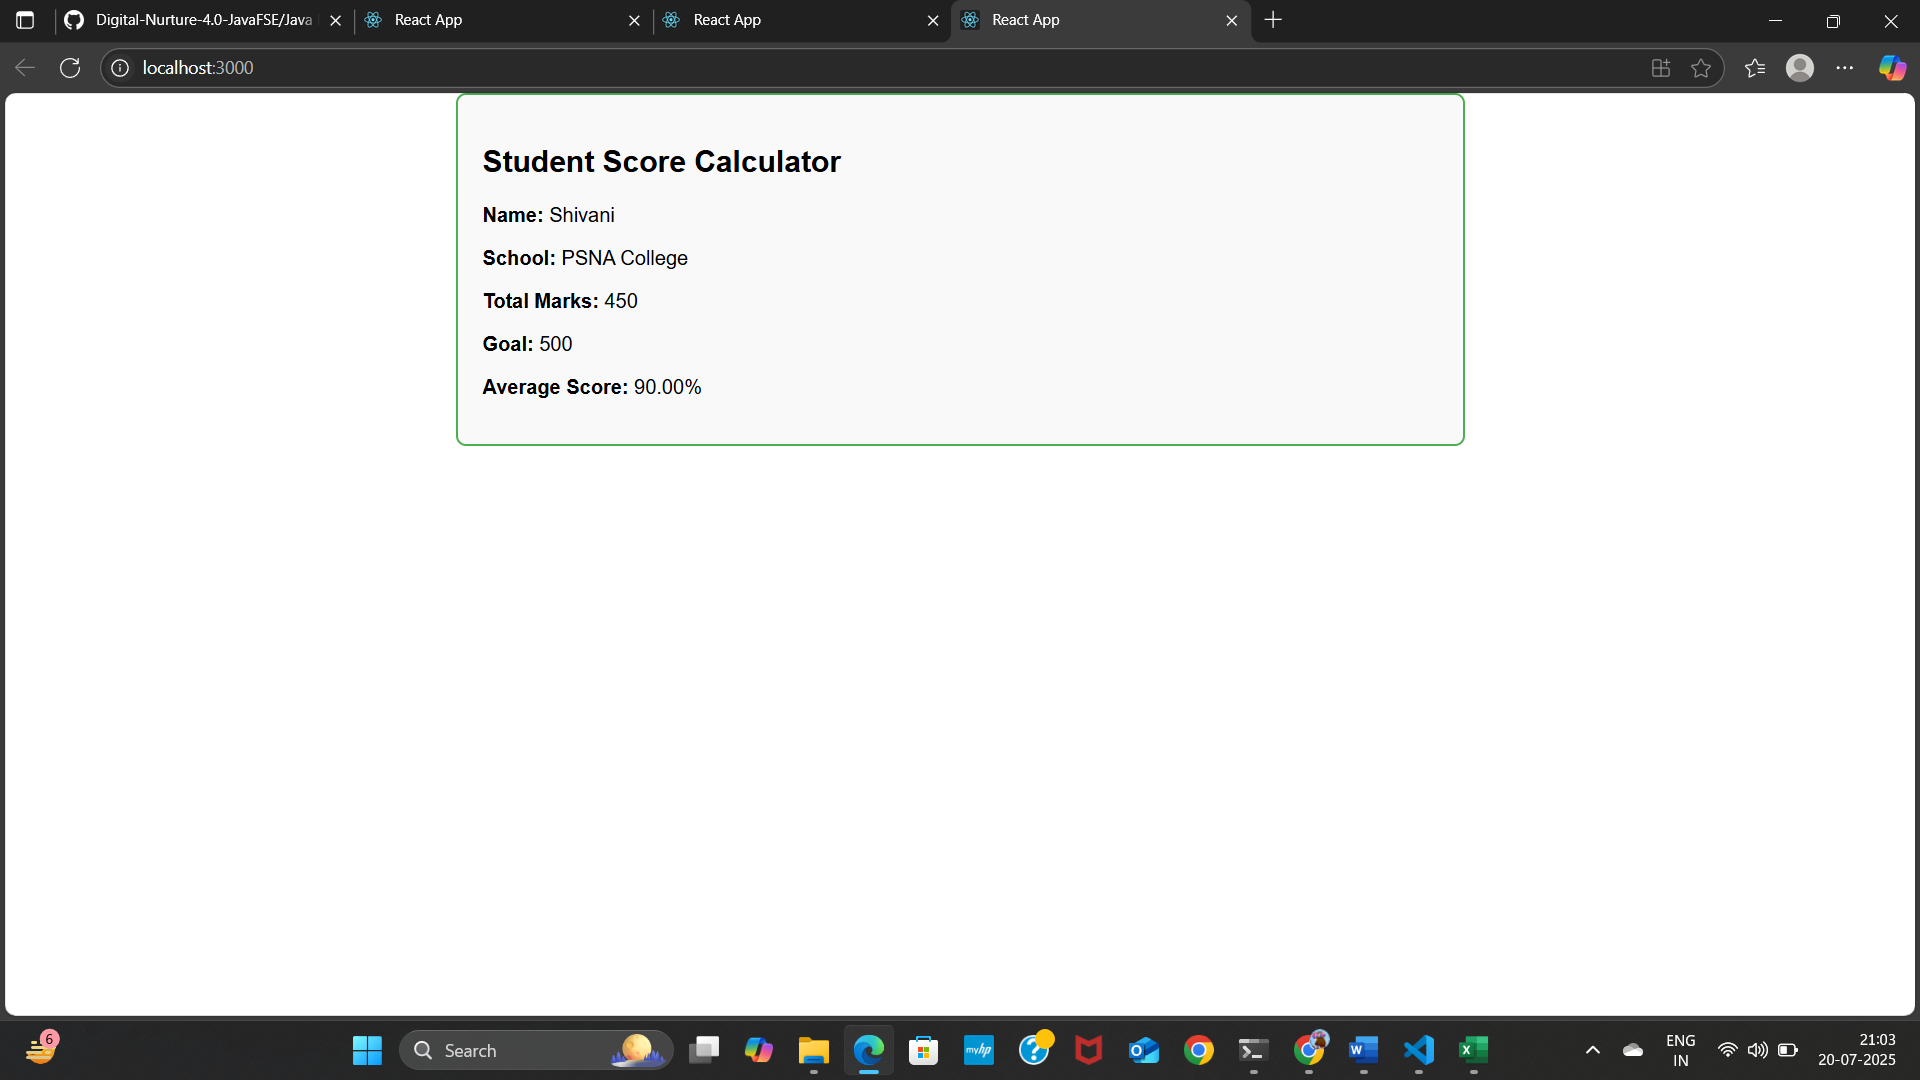 Digital-Nurture-4.0-JavaFSE/Java
React App
React App
React App
localhost:3000
Student Score Calculator
Name: Shivani
School: PSNA College
Total Marks: 450
Goal: 500
Average Score: 90.00%
6
Search
myhp
ENG
IN
21:03
20-07-2025